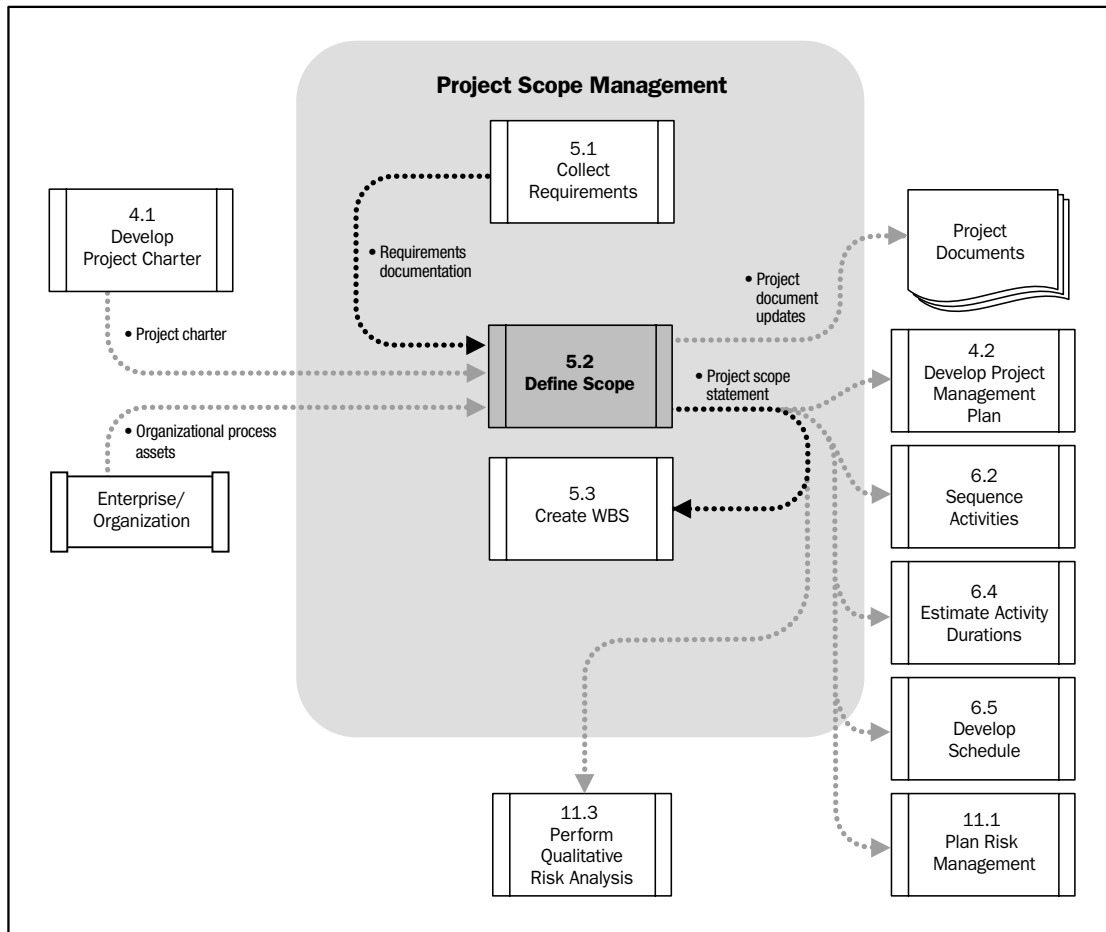 Project Scope Management
5.1
Collect
Requirements
4.1
Develop
Project Charter
• Requirements
documentation
Project
Documents
• Project
document
updates
• Project charter
5.2
Define Scope
• Project scope
statement
4.2
Develop Project
Management
Plan
• Organizational process
assets
Enterprise/
Organization
5.3
Create WBS
6.2
Sequence
Activities
6.4
Estimate Activity
Durations
6.5
Develop
Schedule
11.3
Perform
Qualitative
Risk Analysis
11.1
Plan Risk
Management